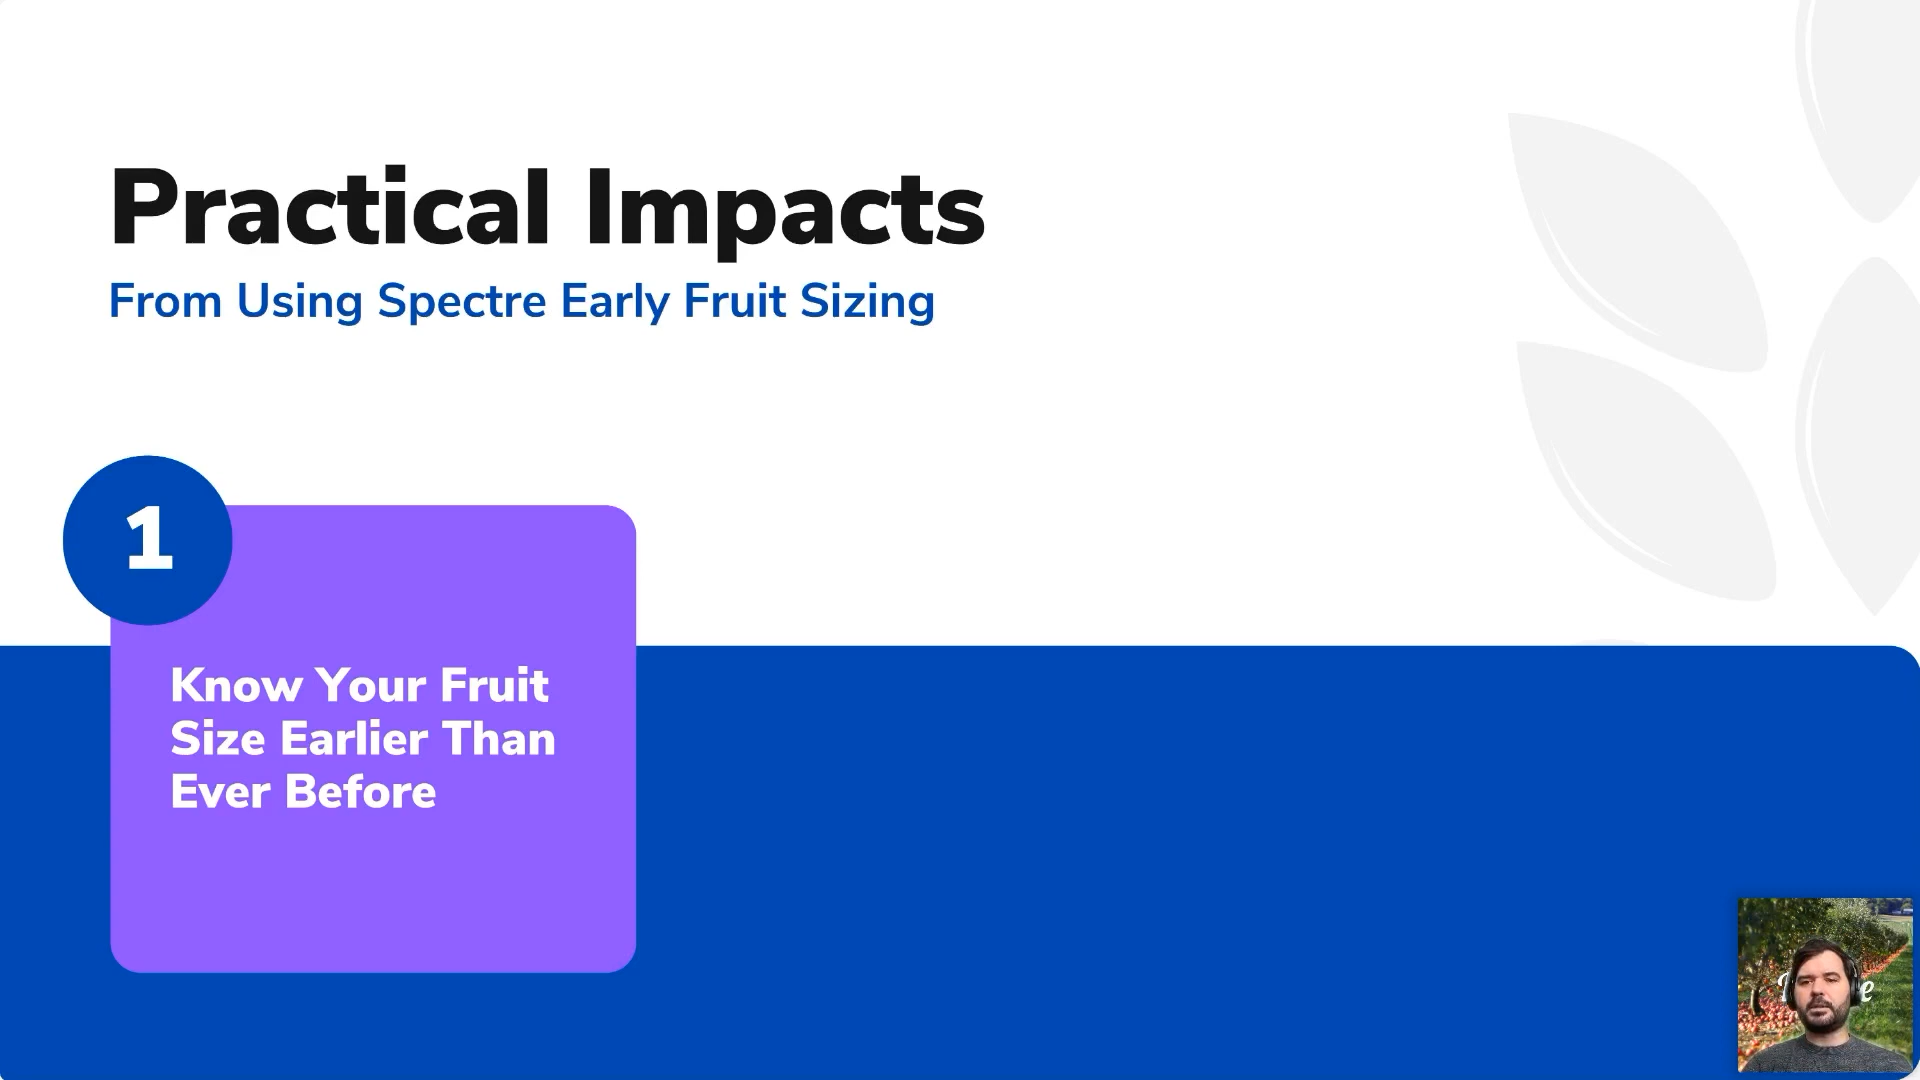 Practical Impacts
From Using Spectre Early Fruit Sizing
1
Know Your Fruit
Size Earlier Than
Ever Before